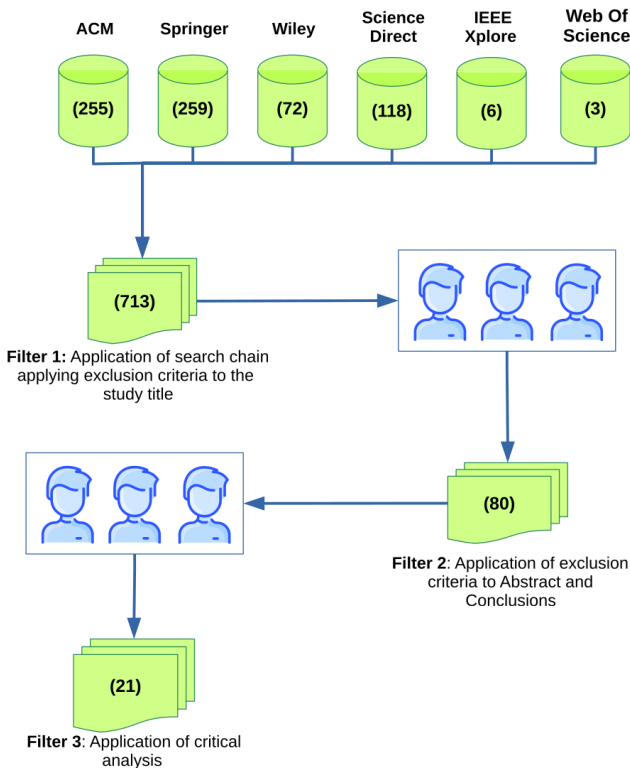 ACM
Springer
Wiley
Science
Direct
IEEE
Xplore
Web Of
Science
(255)
(259)
(72)
(118)
(6)
(3)
(713)
Filter 1: Application of search chain
applying exclusion criteria to the
study title
(80)
Filter 2: Application of exclusion
criteria to Abstract and
Conclusions
(21)
Filter 3: Application of critical
analysis